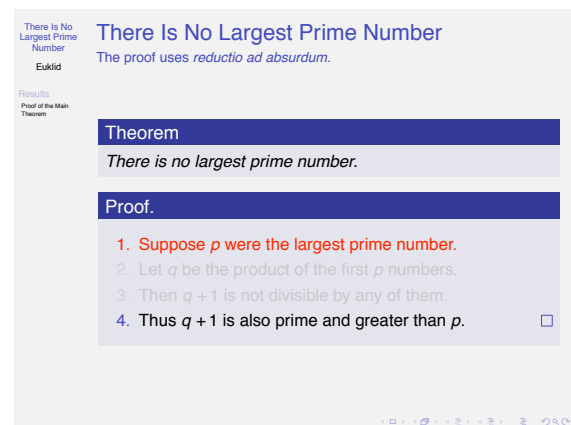 There Is No
Largest Prime
Number
Euklid
Results
Proof of the Main
Theorem
There Is No Largest Prime Number
The proof uses reductio ad absurdum.
Theorem
There is no largest prime number.
Proof.
1. Suppose p were the largest prime number.
2. Let q be the product of the first p numbers.
3. Then q + 1 is not divisible by any of them.
4. Thus q + 1 is also prime and greater than p.